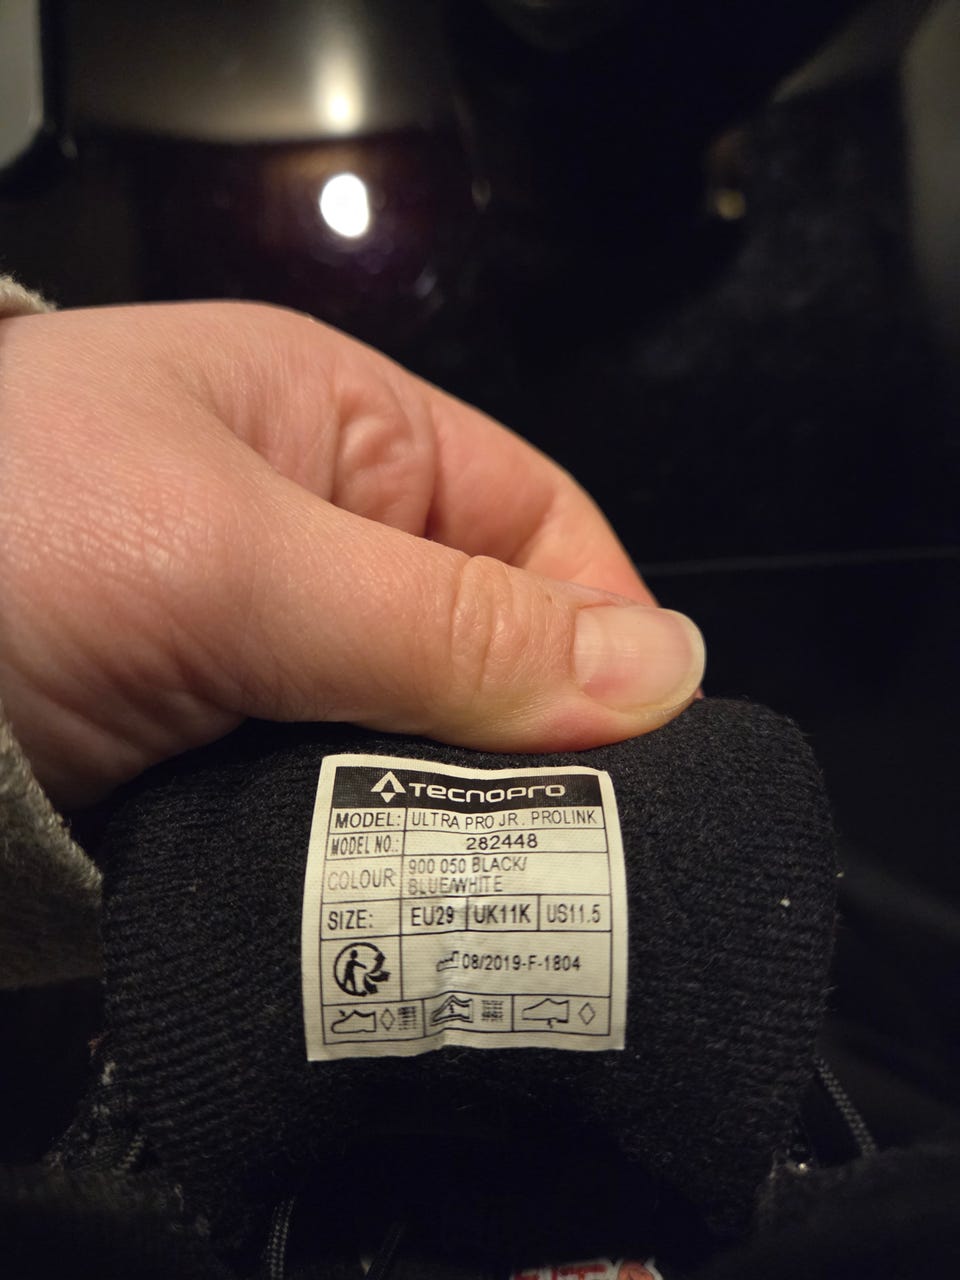 TECNOPRO
MODEL: ULTRA PRO JR. PROLINK
MODEL NO.: 282448
COLOUR 900 050 BLACK/
BLUE/WHITE
SIZE: EU29 UK11K US11.5
08/2019-F-1804